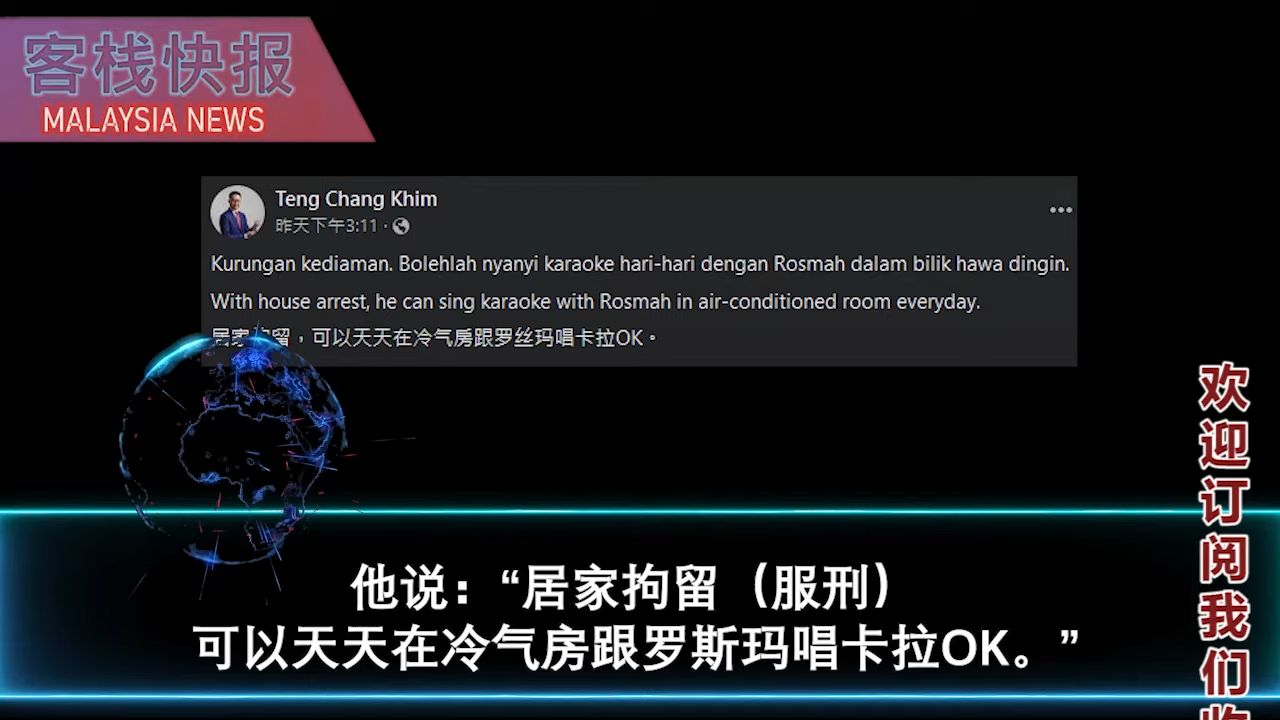 客栈快报
MALAYSIA NEWS
Teng Chang Khim
昨天下午3:11 ·
Kurungan kediaman. Bolehlah nyanyi karaoke hari-hari dengan Rosmah dalam bilik hawa dingin.
With house arrest, he can sing karaoke with Rosmah in air-conditioned room everyday.
居家拘留，可以天天在冷气房跟罗丝玛唱卡拉OK。
他说：“居家拘留（服刑）
可以天天在冷气房跟罗斯玛唱卡拉OK。”
欢迎订阅我们